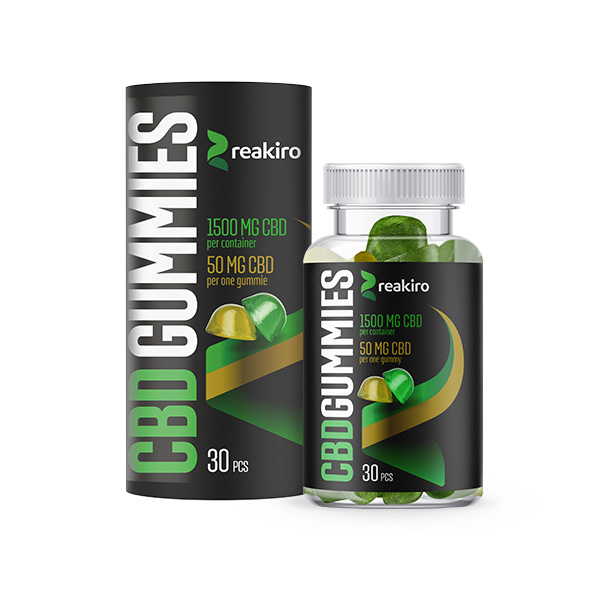 CBD GUMMIES
reakiro
1500 MG CBD
per container
50 MG CBD
per one gummie
30 PCS
CBD GUMMIES
reakiro
1500 MG CBD
per container
50 MG CBD
per one gummy
30 PCS